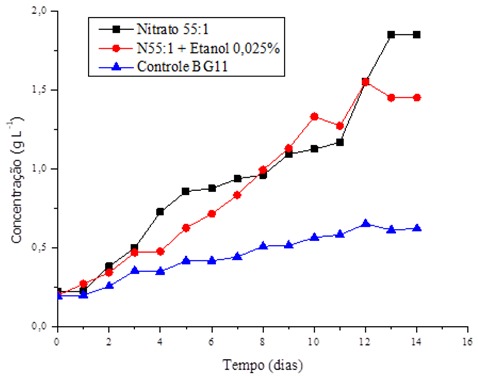 2,0
1,5
1,0
0,5
0,0
Concentração (g L⁻¹)
Nitrato 55:1
N55:1 + Etanol 0,025%
Controle BG11
0 2 4 6 8 10 12 14 16
Tempo (dias)